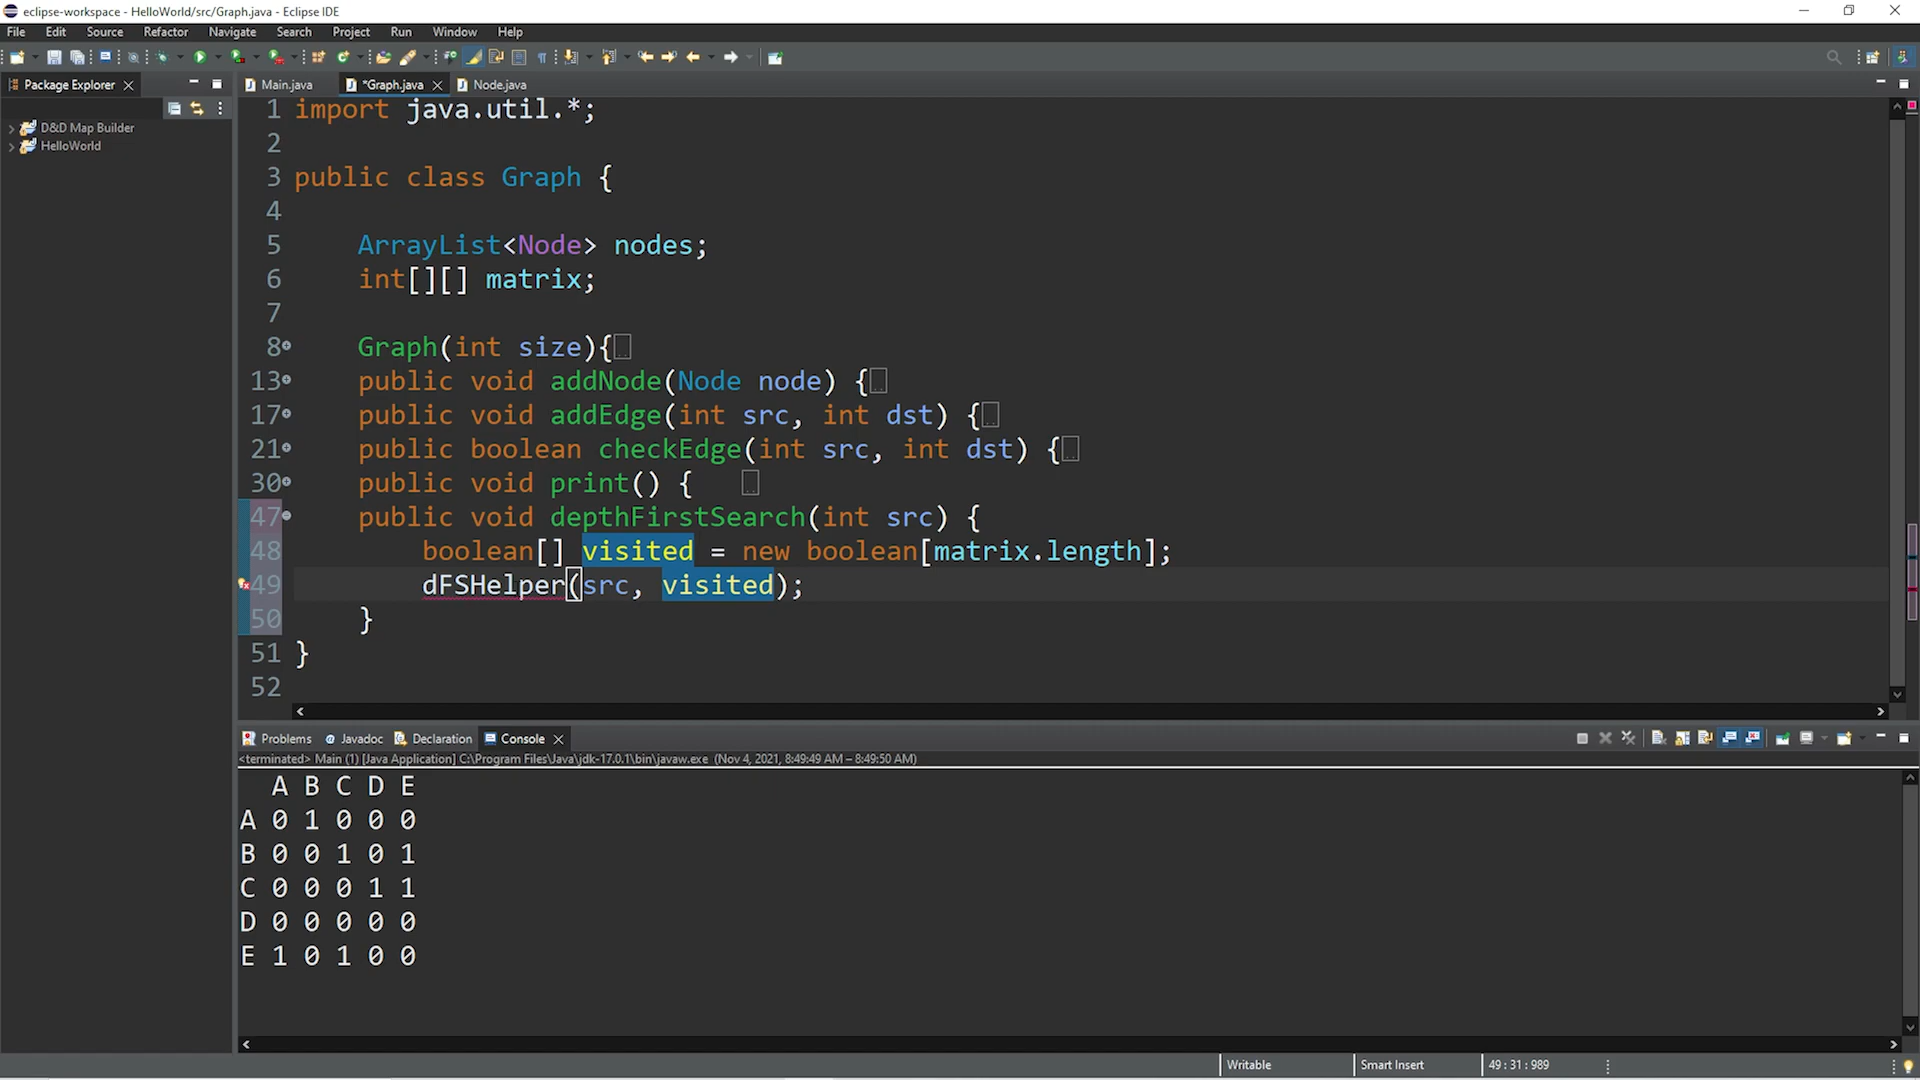 eclipse-workspace - HelloWorld/src/Graph.java - Eclipse IDE
File Edit Source Refactor Navigate Search Project Run Window Help
Package Explorer
Main.java *Graph.java Node.java
D&D Map Builder
HelloWorld
1 import java.util.*;
2
3 public class Graph {
4
5 ArrayList<Node> nodes;
6 int[][] matrix;
7
8 Graph(int size){
13 public void addNode(Node node) {
17 public void addEdge(int src, int dst) {
21 public boolean checkEdge(int src, int dst) {
30 public void print() {
47 public void depthFirstSearch(int src) {
48 boolean[] visited = new boolean[matrix.length];
49 dFSHelper(src, visited);
50 }
51 }
52
Problems Javadoc Declaration Console
<terminated> Main (1) [Java Application] C:\Program Files\Java\jdk-17.0.1\bin\javaw.exe (Nov 4, 2021, 8:49:49 AM – 8:49:50 AM)
A B C D E
A 0 1 0 0 0
B 0 0 1 0 1
C 0 0 0 1 1
D 0 0 0 0 0
E 1 0 1 0 0
Writable Smart Insert 49 : 31 : 989